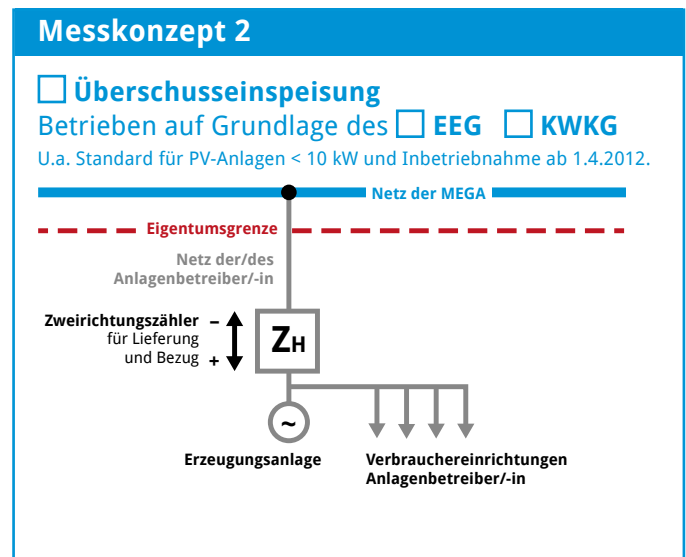 Messkonzept 2
☐ Überschusseinspeisung
Betrieben auf Grundlage des ☐ EEG ☐ KWKG
U.a. Standard für PV-Anlagen < 10 kW und Inbetriebnahme ab 1.4.2012.
Netz der MEGA
Eigentumsgrenze
Netz der/des
Anlagenbetreiber/-in
Zweirichtungszähler –
für Lieferung
und Bezug +
ZH
~
Erzeugungsanlage
Verbrauchereinrichtungen
Anlagenbetreiber/-in